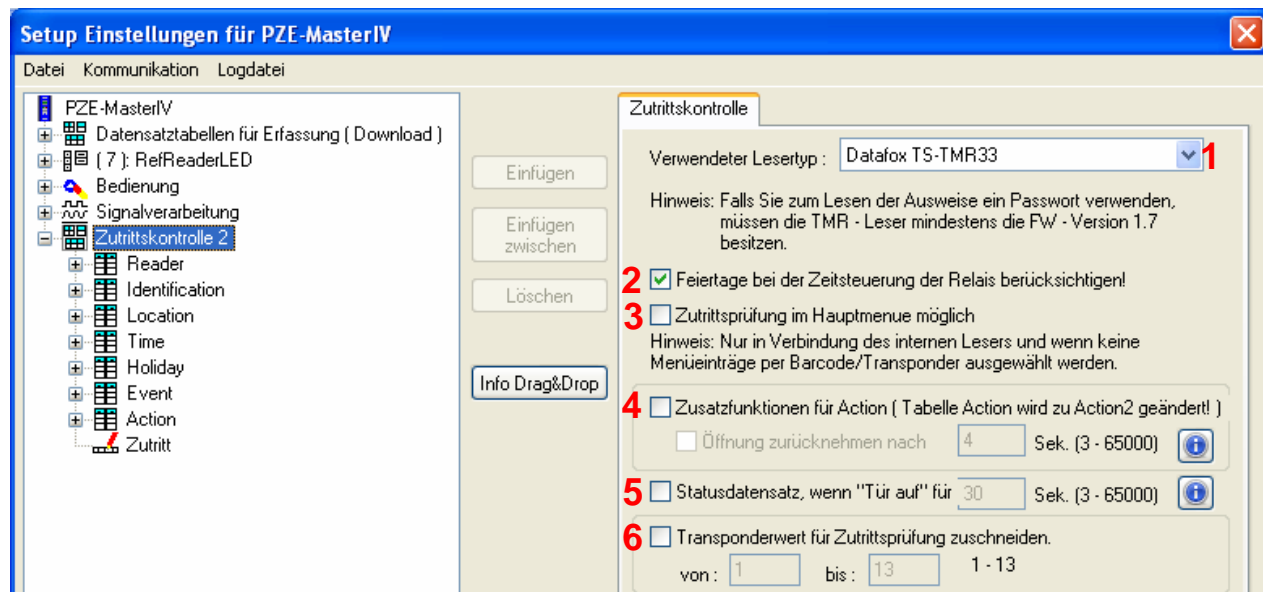 Setup Einstellungen für PZE-MasterIV
Datei Kommunikation Logdatei
PZE-MasterIV
Datensatztabellen für Erfassung ( Download )
( 7 ): RefReaderLED
Bedienung
Signalverarbeitung
Zutrittskontrolle 2
Reader
Identification
Location
Time
Holiday
Event
Action
Zutritt
Einfügen
Einfügen
zwischen
Löschen
Info Drag&Drop
Zutrittskontrolle
Verwendeter Lesertyp : Datafox TS-TMR33 1
Hinweis: Falls Sie zum Lesen der Ausweise ein Passwort verwenden,
müssen die TMR - Leser mindestens die FW - Version 1.7
besitzen.
2 Feiertage bei der Zeitsteuerung der Relais berücksichtigen!
3 Zutrittsprüfung im Hauptmenue möglich
Hinweis: Nur in Verbindung des internen Lesers und wenn keine
Menüeinträge per Barcode/Transponder ausgewählt werden.
4 Zusatzfunktionen für Action ( Tabelle Action wird zu Action2 geändert! )
Öffnung zurücknehmen nach 4 Sek. (3 - 65000)
5 Statusdatensatz, wenn "Tür auf" für 30 Sek. (3 - 65000)
6 Transponderwert für Zutrittsprüfung zuschneiden.
von : 1 bis : 13 1 - 13